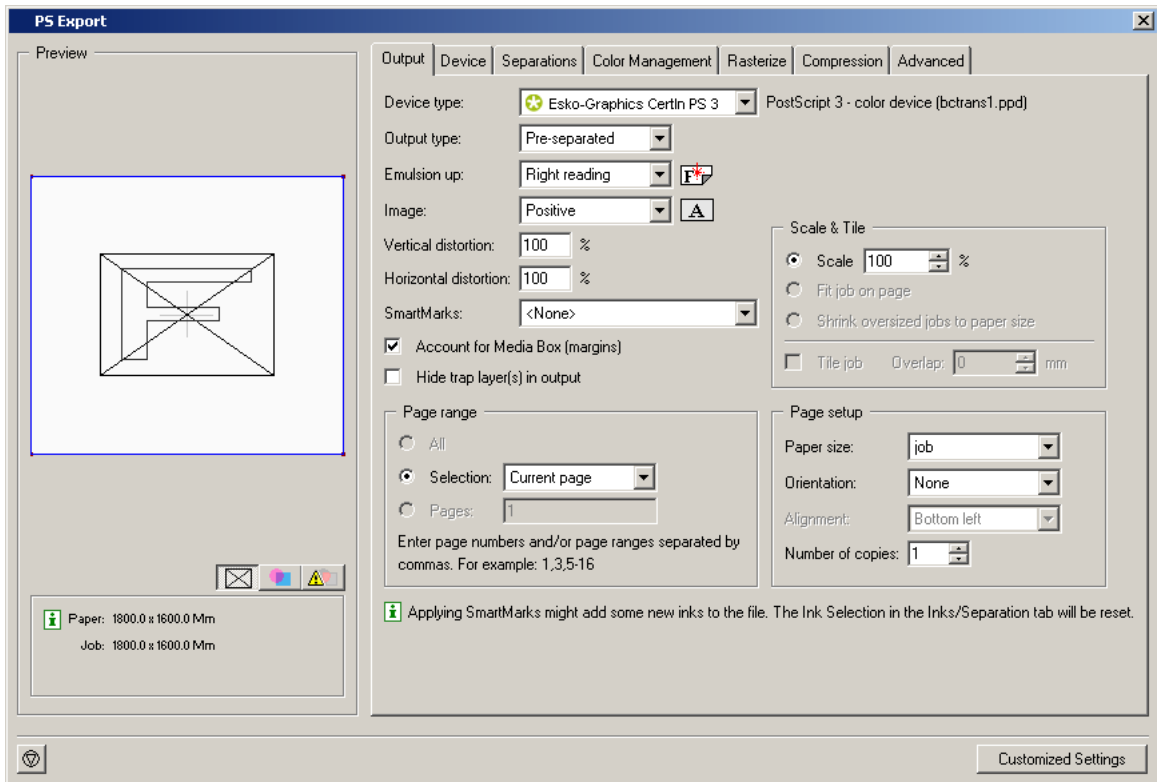 PS Export
Preview
Output Device Separations Color Management Rasterize Compression Advanced
Device type: Esko-Graphics CertIn PS 3 PostScript 3 - color device (bctrans1.ppd)
Output type: Pre-separated
Emulsion up: Right reading F
Image: Positive A
Vertical distortion: 100 %
Horizontal distortion: 100 %
SmartMarks: <None>
Account for Media Box (margins)
Hide trap layer(s) in output
Scale & Tile
Scale 100 %
Fit job on page
Shrink oversized jobs to paper size
Tile job Overlap: 0 mm
Page range
All
Selection: Current page
Pages: 1
Enter page numbers and/or page ranges separated by
commas. For example: 1,3,5-16
Page setup
Paper size: job
Orientation: None
Alignment: Bottom left
Number of copies: 1
Applying SmartMarks might add some new inks to the file. The Ink Selection in the Inks/Separation tab will be reset.
Paper: 1800.0 x 1600.0 Mm
Job: 1800.0 x 1600.0 Mm
Customized Settings